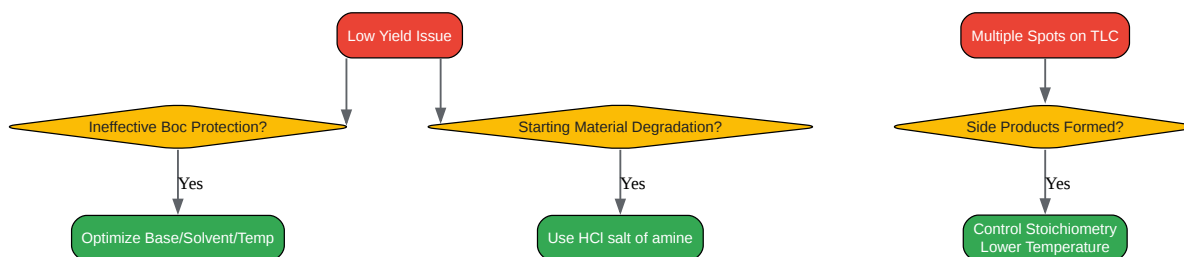 Low Yield Issue
Multiple Spots on TLC
Ineffective Boc Protection?
Starting Material Degradation?
Side Products Formed?
Yes
Yes
Yes
Optimize Base/Solvent/Temp
Use HCl salt of amine
Control Stoichiometry
Lower Temperature